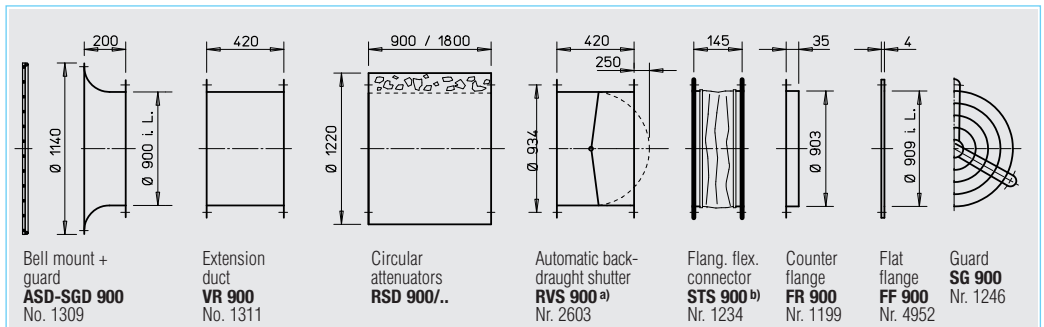 200
420
900 / 1800
420
250
145
35
4
Ø 1140
Ø 900 i. L.
Ø 1220
Ø 934
Ø 903
Ø 909 i. L.
Bell mount +
guard
ASD-SGD 900
No. 1309
Extension
duct
VR 900
No. 1311
Circular
attenuators
RSD 900/..
Automatic back-
draught shutter
RVS 900 a)
Nr. 2603
Flang. flex.
connector
STS 900 b)
Nr. 1234
Counter
flange
FR 900
Nr. 1199
Flat
flange
FF 900
Nr. 4952
Guard
SG 900
Nr. 1246